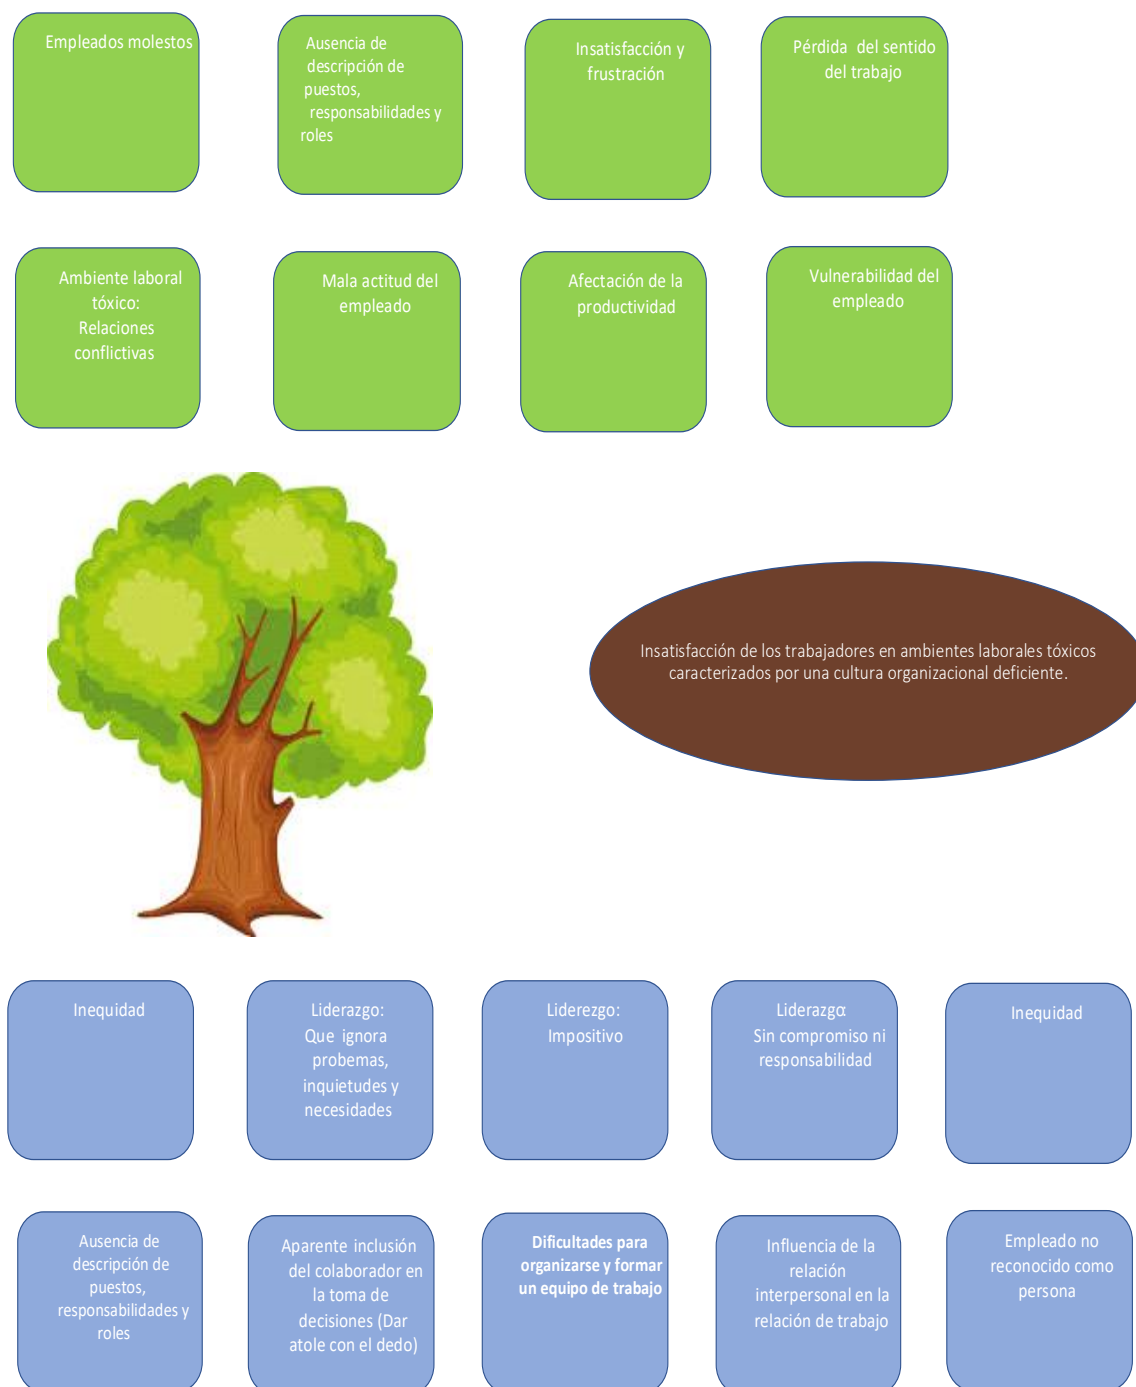 Empleados molestos
Ausencia de
descripción de
puestos,
responsabilidades y
roles
Insatisfacción y
frustración
Pérdida del sentido
del trabajo
Ambiente laboral
tóxico:
Relaciones
conflictivas
Mala actitud del
empleado
Afectación de la
productividad
Vulnerabilidad del
empleado
Insatisfacción de los trabajadores en ambientes laborales tóxicos
caracterizados por una cultura organizacional deficiente.
Inequidad
Liderazgo:
Que ignora
probemas,
inquietudes y
necesidades
Liderezgo:
Impositivo
Liderazgα
Sin compromiso ni
responsabilidad
Inequidad
Ausencia de
descripción de
puestos,
responsabilidades y
roles
Aparente inclusión
del colaborador en
la toma de
decisiones (Dar
atole con el dedo)
Dificultades para
organizarse y formar
un equipo de trabajo
Influencia de la
relación
interpersonal en la
relación de trabajo
Empleado no
reconocido como
persona